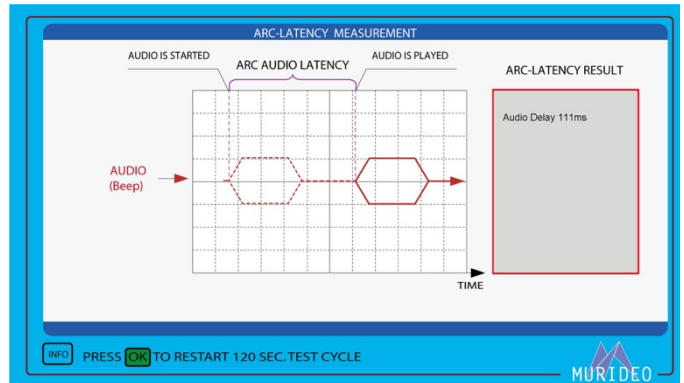 ARC-LATENCY MEASUREMENT
AUDIO IS STARTED
AUDIO IS PLAYED
ARC AUDIO LATENCY
ARC-LATENCY RESULT
Audio Delay 111ms
AUDIO
(Beep)
TIME
INFO PRESS OK TO RESTART 120 SEC. TEST CYCLE
MURIDEO